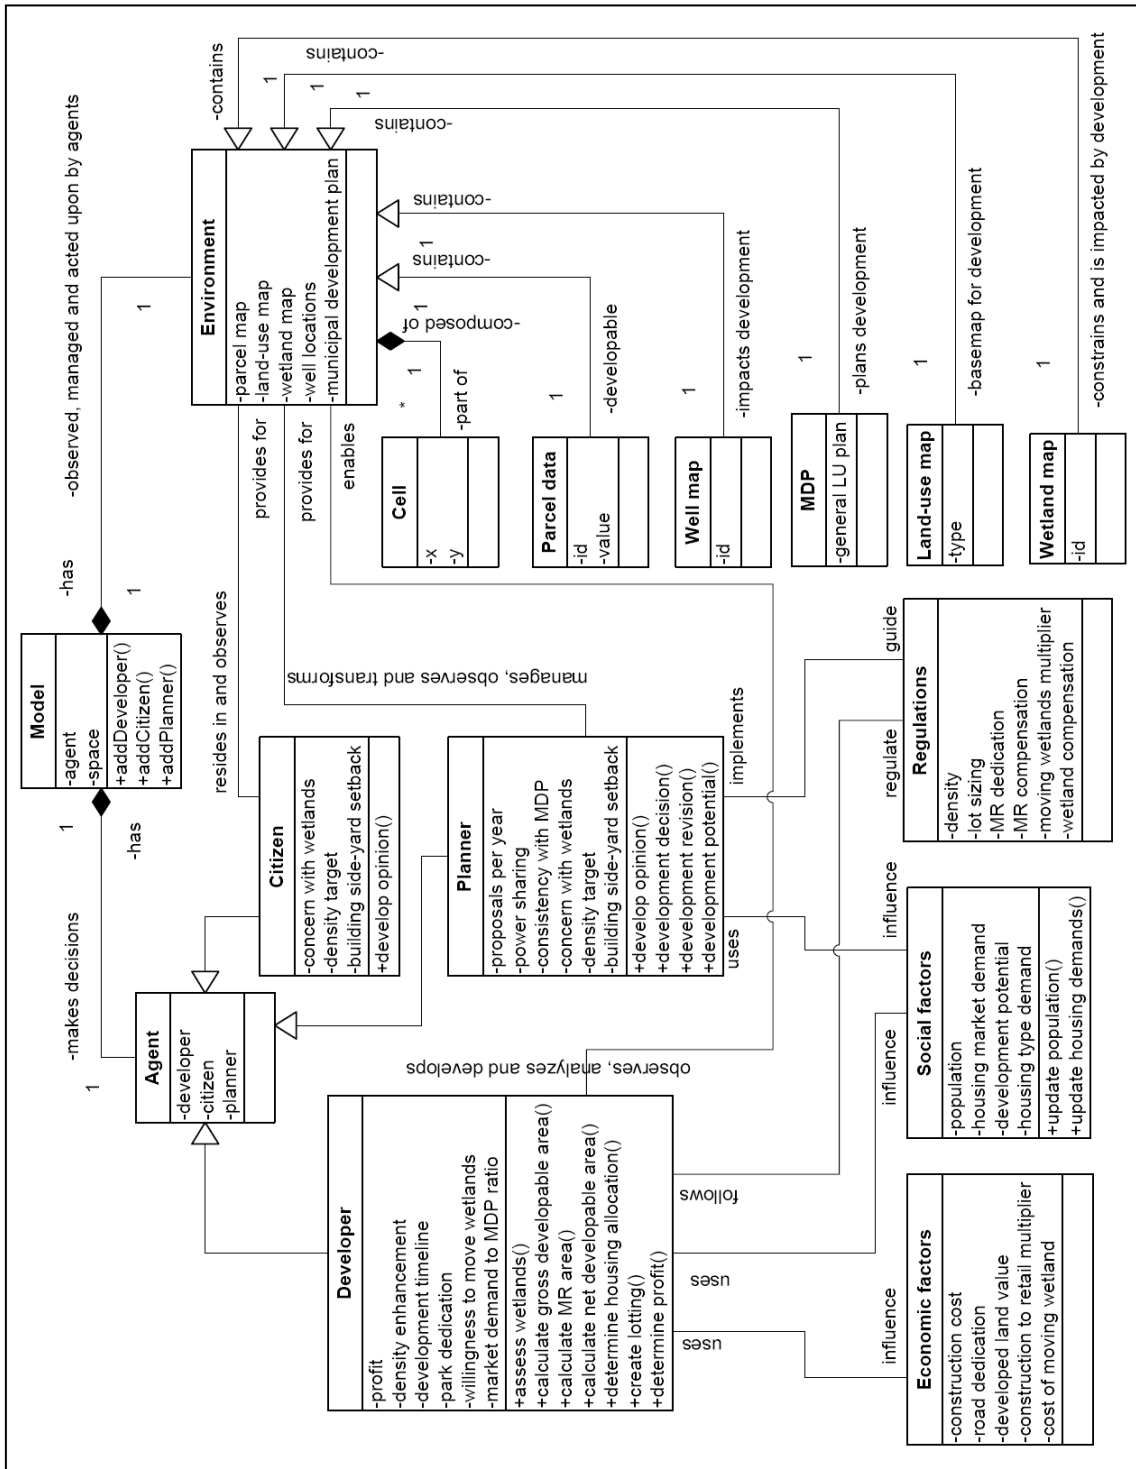 Model
-agent
-space
+addDeveloper()
+addCitizen()
+addPlanner()
1
-has
-makes decisions
1
-has
1
-observed, managed and acted upon by agents
1
Agent
-developer
-citizen
-planner
Environment
-parcel map
-land-use map
-wetland map
-well locations
-municipal development plan
Citizen
-concern with wetlands
-density target
-building side-yard setback
+develop opinion()
resides in and observes
provides for
Planner
-proposals per year
-power sharing
-consistency with MDP
-concern with wetlands
-density target
-building side-yard setback
+develop opinion()
+development decision()
+development revision()
+development potential()
manages, observes and transforms
provides for
Developer
-profit
-density enhancement
-development timeline
-park dedication
-willingness to move wetlands
-market demand to MDP ratio
+assess wetlands()
+calculate gross developable area()
+calculate MR area()
+calculate net developable area()
+determine housing allocation()
+create lotting()
+determine profit()
observes, analyzes and develops
enables
-composed of
1
*
-part of
Cell
-x
-y
-contains
1
1
-developable
Parcel data
-id
-value
-contains
1
1
-impacts development
Well map
-id
-contains
1
1
-plans development
MDP
-general LU plan
-contains
1
1
-basemap for development
Land-use map
-type
-contains
1
1
-constrains and is impacted by development
Wetland map
-id
uses
influence
uses
influence
follows
regulate
uses
influence
implements
guide
Economic factors
-construction cost
-road dedication
-developed land value
-construction to retail multiplier
-cost of moving wetland
Social factors
-population
-housing market demand
-development potential
-housing type demand
+update population()
+update housing demands()
Regulations
-density
-lot sizing
-MR dedication
-MR compensation
-moving wetlands multiplier
-wetland compensation